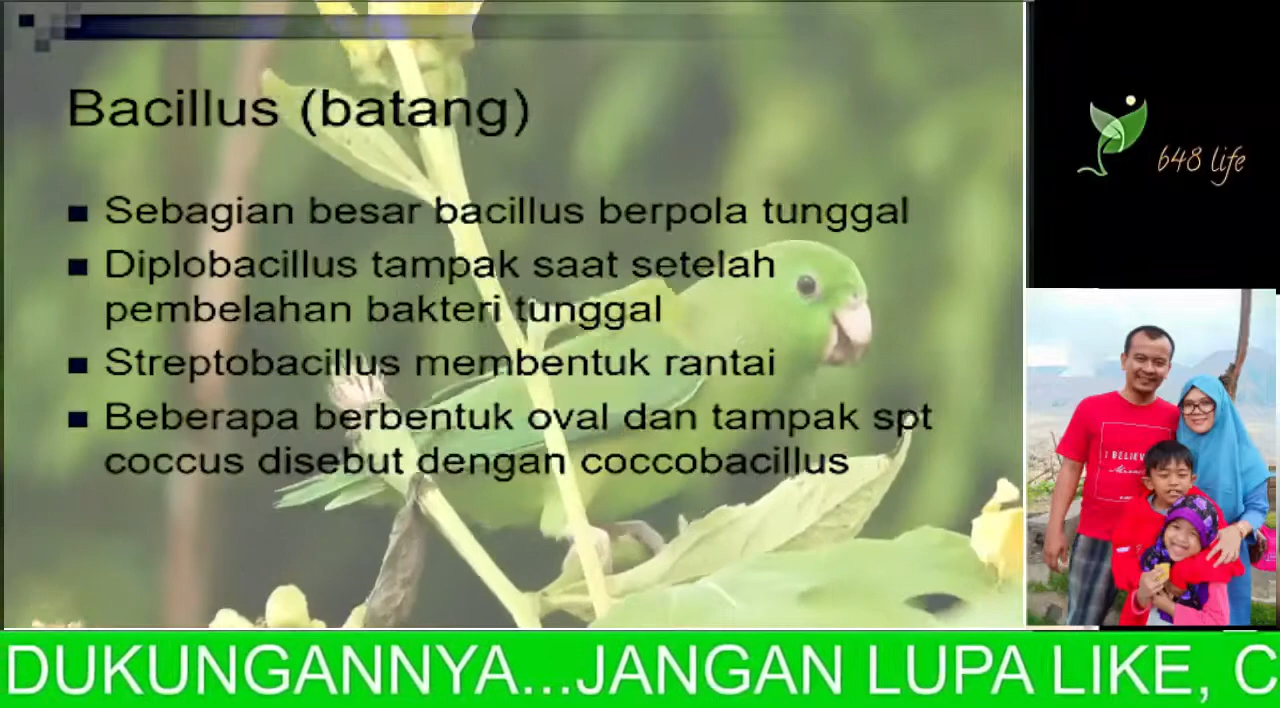 Bacillus (batang)
Sebagian besar bacillus berpola tunggal
Diplobacillus tampak saat setelah
pembelahan bakteri tunggal
Streptobacillus membentuk rantai
Beberapa berbentuk oval dan tampak spt
coccus disebut dengan coccobacillus
648 life
I BELIEV
DUKUNGANNYA...JANGAN LUPA LIKE, C